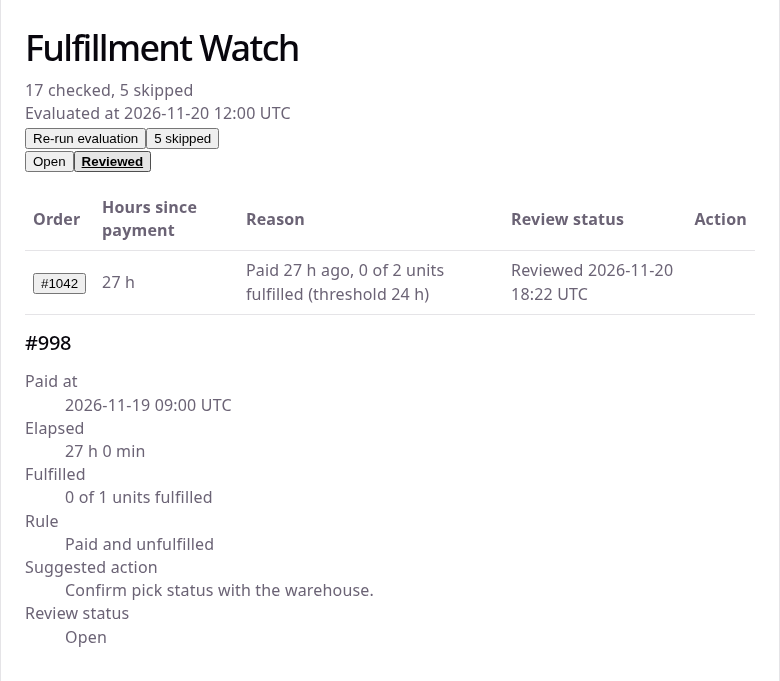 Fulfillment Watch
17 checked, 5 skipped
Evaluated at 2026-11-20 12:00 UTC
Re-run evaluation 5 skipped
Open Reviewed
Order Hours since payment Reason Review status Action
#1042 27 h Paid 27 h ago, 0 of 2 units fulfilled (threshold 24 h) Reviewed 2026-11-20 18:22 UTC
#998
Paid at
2026-11-19 09:00 UTC
Elapsed
27 h 0 min
Fulfilled
0 of 1 units fulfilled
Rule
Paid and unfulfilled
Suggested action
Confirm pick status with the warehouse.
Review status
Open